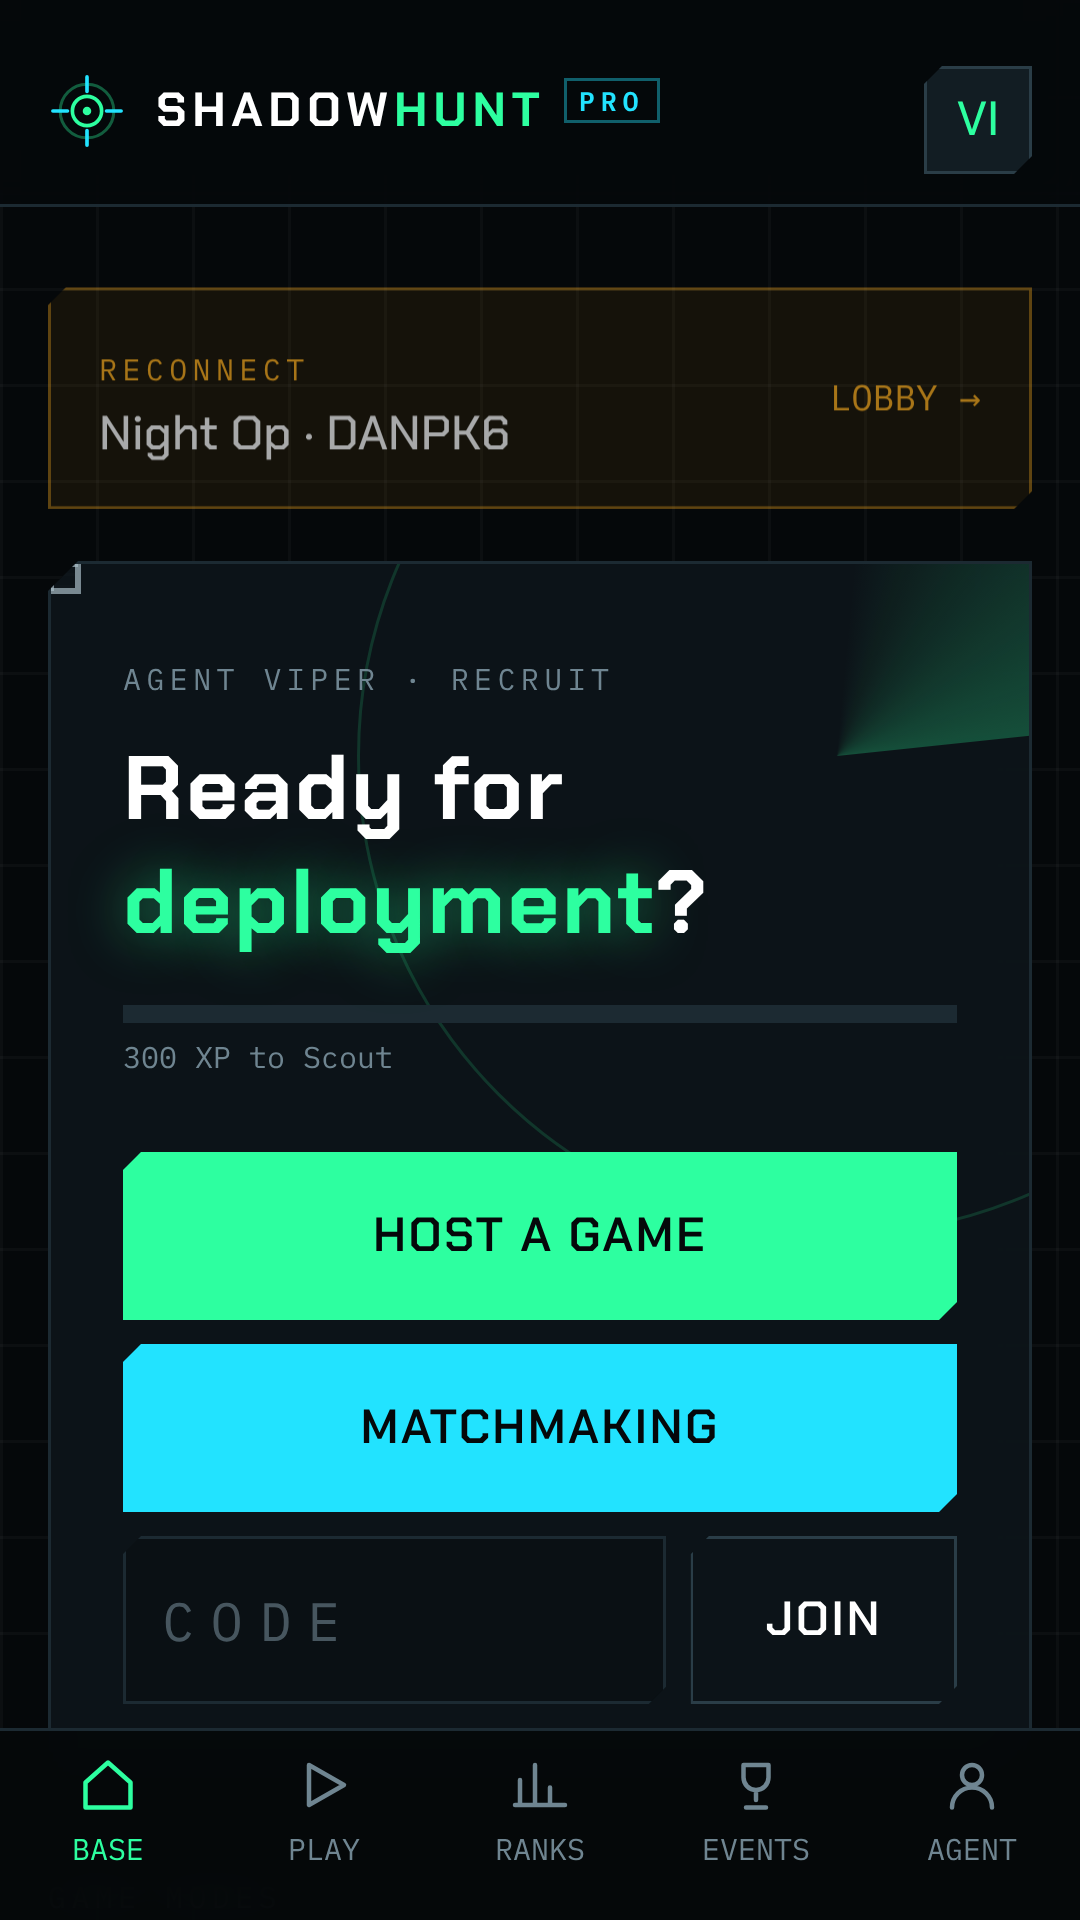 SHADOWHUNT PRO
VI
RECONNECT
Night Op · DANPK6
LOBBY →
AGENT VIPER · RECRUIT
Ready for
deployment?
300 XP to Scout
HOST A GAME
MATCHMAKING
CODE
JOIN
BASE PLAY RANKS EVENTS AGENT